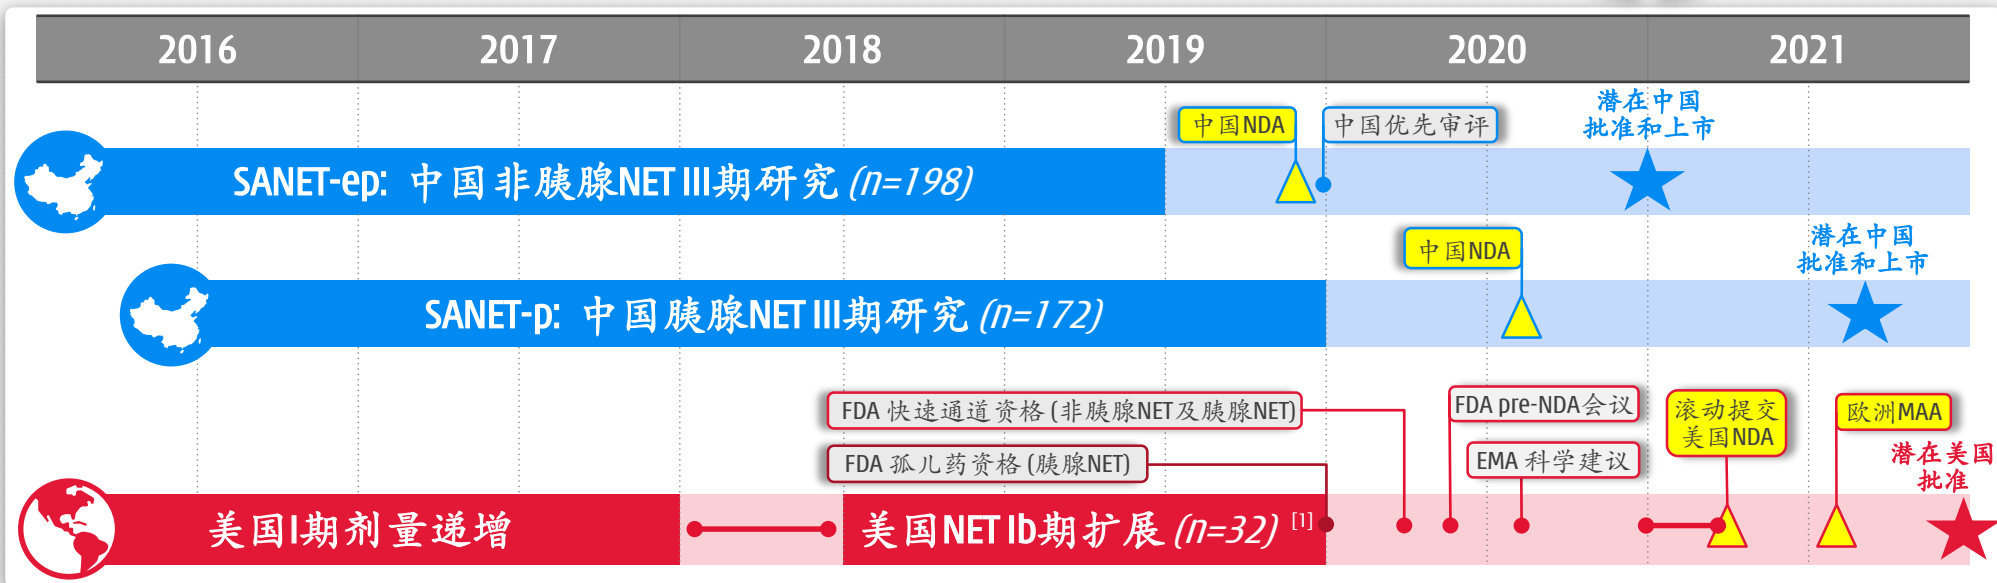 2016 2017 2018 2019 2020 2021
潜在中国
批准和上市
中国NDA
中国优先审评
SANET-ep: 中国非胰腺NET III期研究 (n=198)
潜在中国
批准和上市
中国NDA
SANET-p: 中国胰腺NET III期研究 (n=172)
FDA 快速通道资格 (非胰腺NET及胰腺NET)
FDA 孤儿药资格 (胰腺NET)
FDA pre-NDA会议
EMA 科学建议
滚动提交
美国NDA
欧洲MAA
潜在美国
批准
美国I期剂量递增
美国NET Ib期扩展 (n=32) [1]